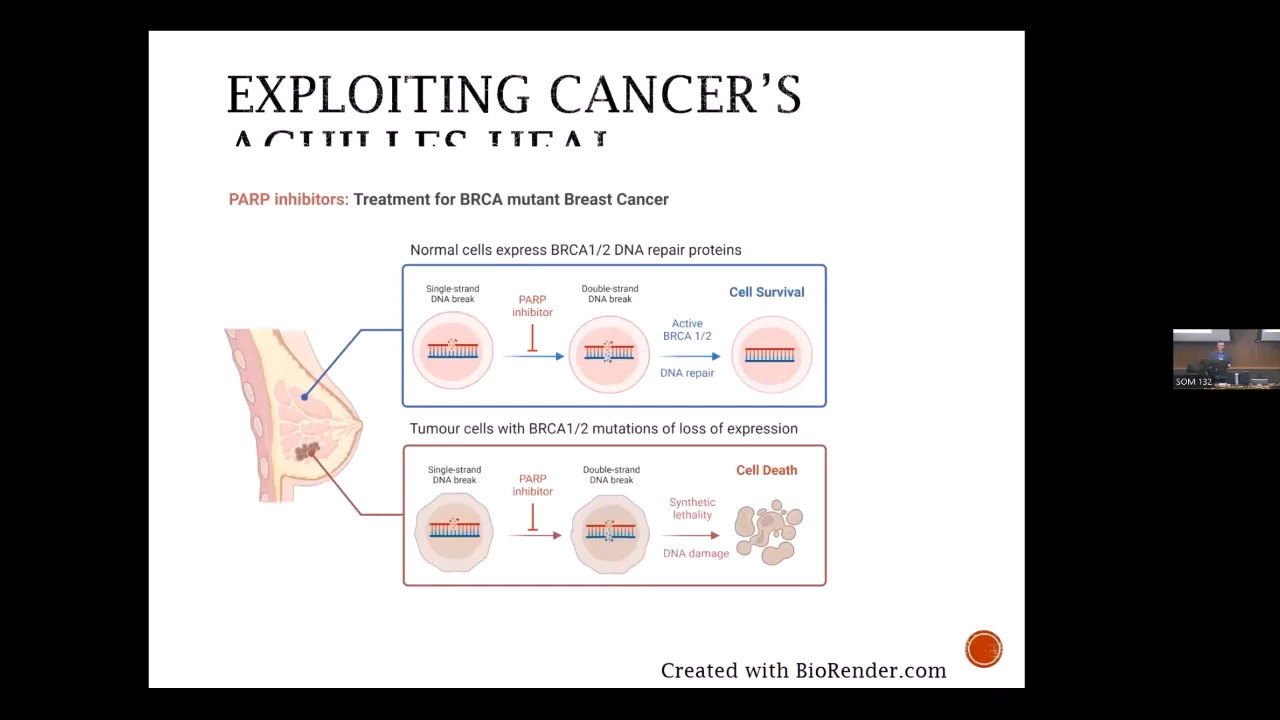 EXPLOITING CANCER'S
ACHILLES HEAL
PARP inhibitors: Treatment for BRCA mutant Breast Cancer
Normal cells express BRCA1/2 DNA repair proteins
Single-strand
DNA break
PARP
inhibitor
Double-strand
DNA break
Active
BRCA 1/2
DNA repair
Cell Survival
Tumour cells with BRCA1/2 mutations of loss of expression
Single-strand
DNA break
PARP
inhibitor
Double-strand
DNA break
Synthetic
lethality
DNA damage
Cell Death
Created with BioRender.com
SOM 132